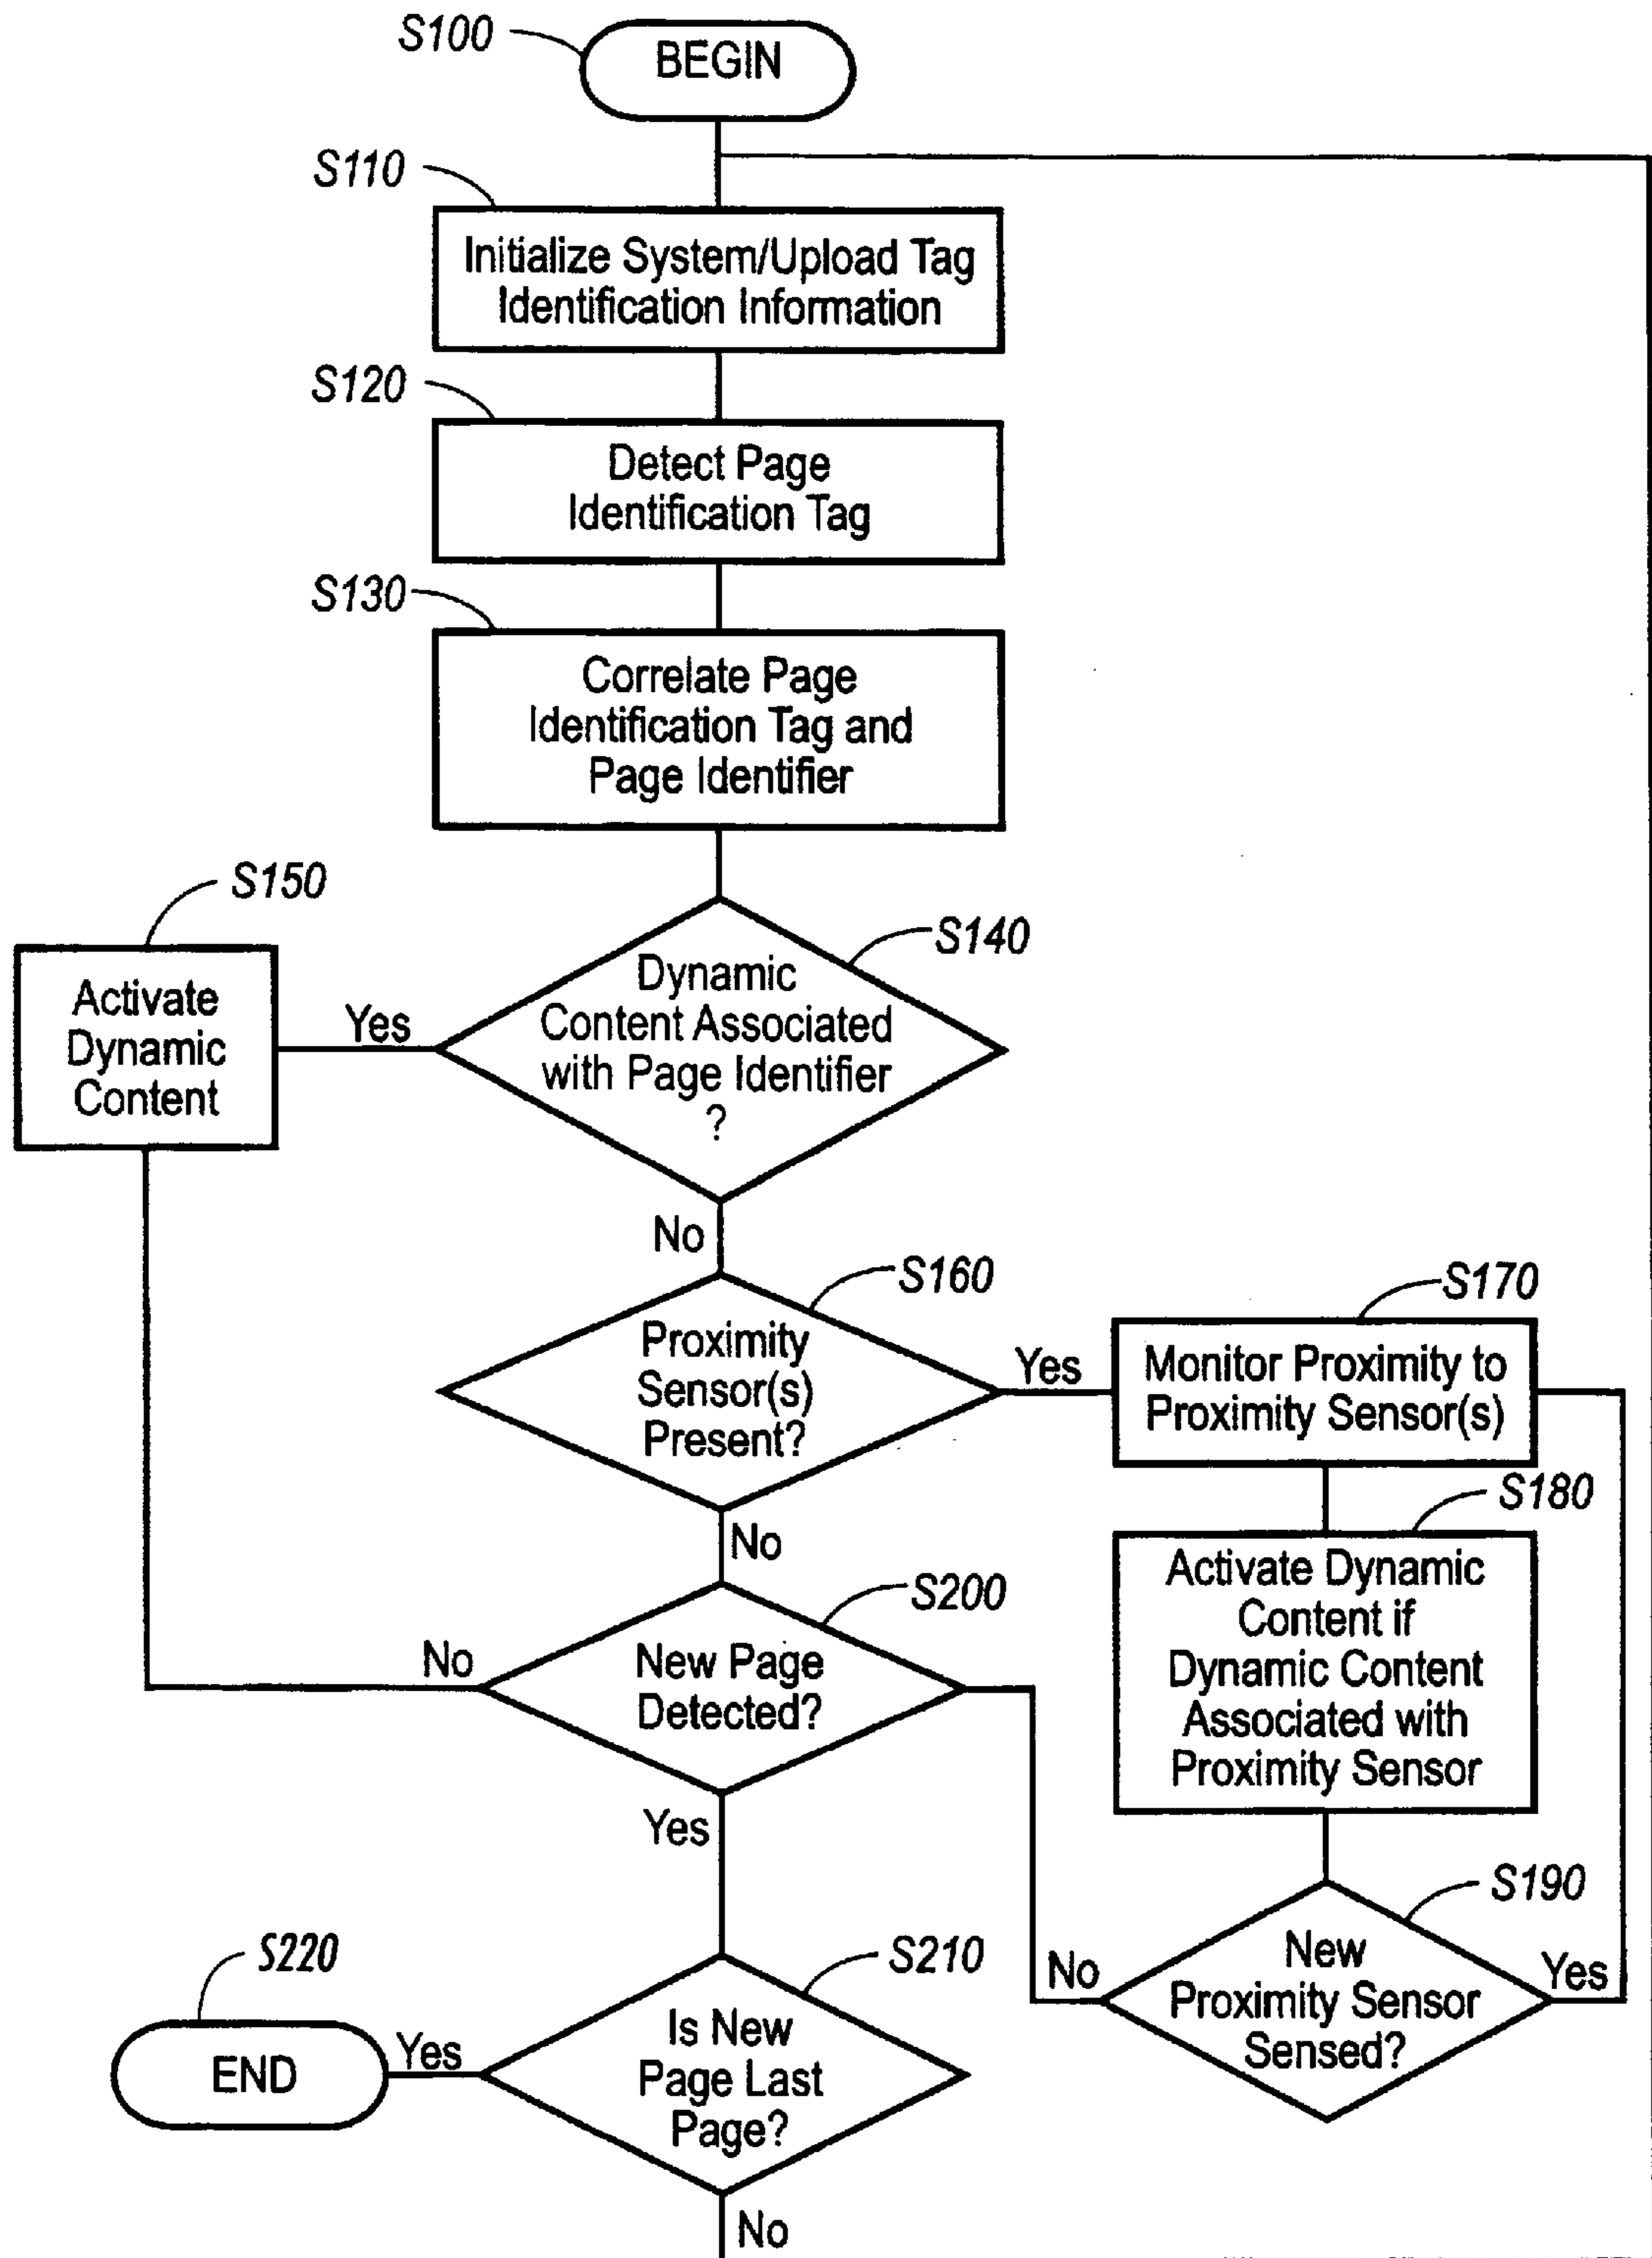 S100
BEGIN
S110
Initialize System/Upload Tag
Identification Information
S120
Detect Page
Identification Tag
S130
Correlate Page
Identification Tag and
Page Identifier
S150
S140
Activate
Dynamic
Content
Yes
Dynamic
Content Associated
with Page Identifier
?
No
S160
S170
Proximity
Sensor(s)
Present?
Yes
Monitor Proximity to
Proximity Sensor(s)
S180
No
S200
Activate Dynamic
Content if
Dynamic Content
Associated with
Proximity Sensor
No
New Page
Detected?
Yes
S190
S220
S210
New
Proximity Sensor
Sensed?
No
Yes
END
Yes
Is New
Page Last
Page?
No